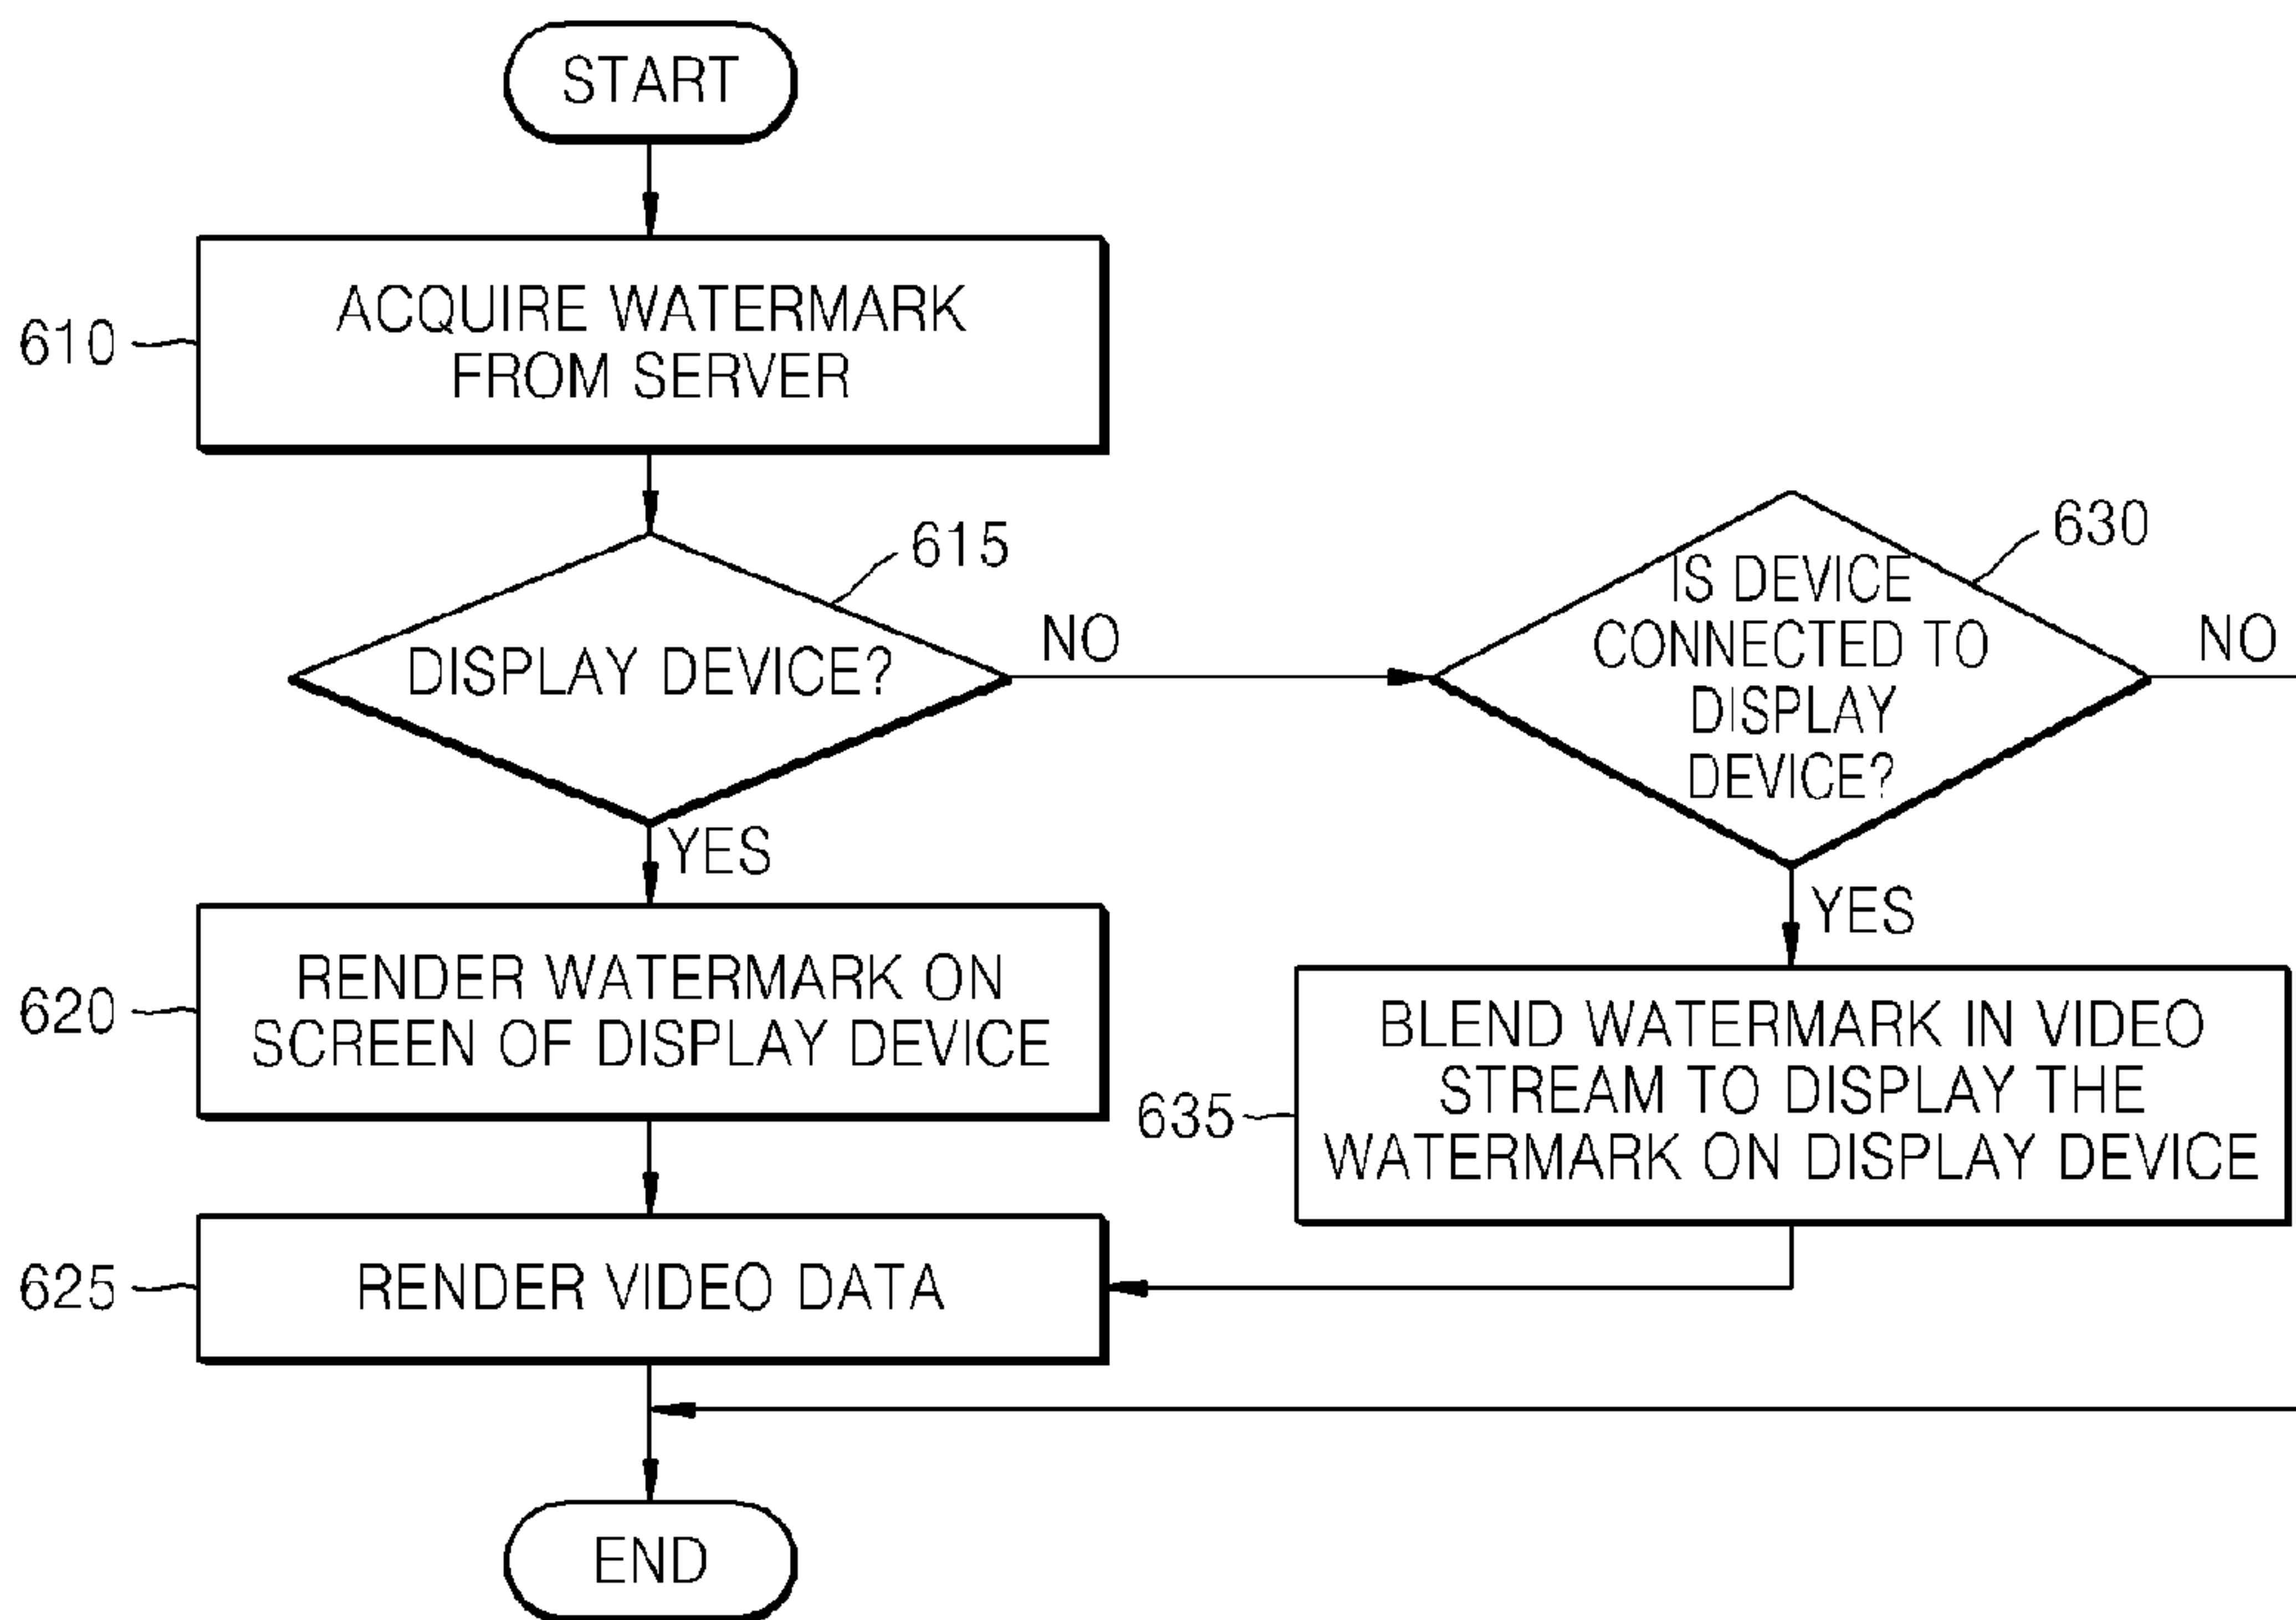 START
610
ACQUIRE WATERMARK
FROM SERVER
615
DISPLAY DEVICE?
NO
YES
630
IS DEVICE
CONNECTED TO
DISPLAY
DEVICE?
NO
YES
620
RENDER WATERMARK ON
SCREEN OF DISPLAY DEVICE
635
BLEND WATERMARK IN VIDEO
STREAM TO DISPLAY THE
WATERMARK ON DISPLAY DEVICE
625
RENDER VIDEO DATA
END